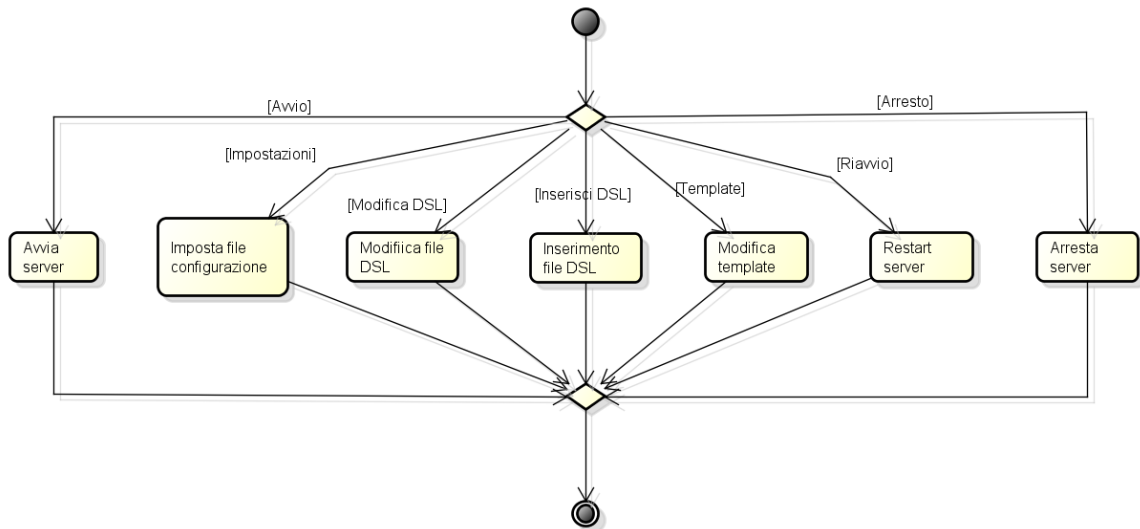 [Avvio]
[Arresto]
[Impostazioni]
[Riavvio]
[Modifica DSL]
[Inserisci DSL]
[Template]
Avvia
server
Imposta file
configurazione
Modifiica file
DSL
Inserimento
file DSL
Modifica
template
Restart
server
Arresta
server